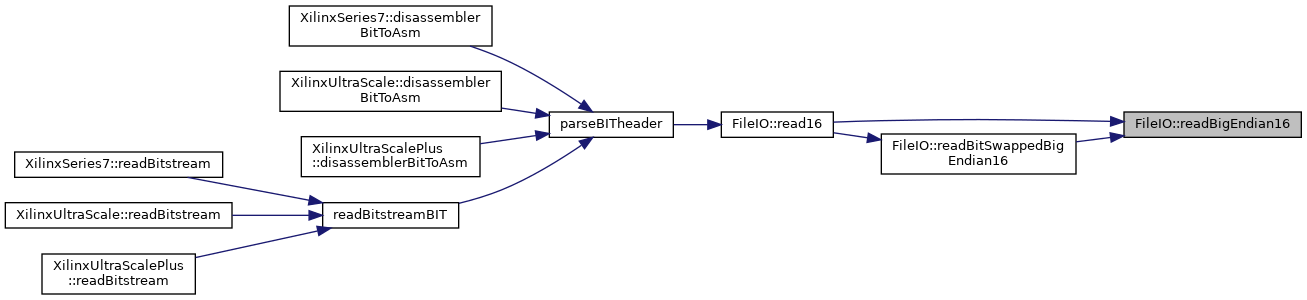 XilinxSeries7::disassembler
BitToAsm
XilinxUltraScale::disassembler
BitToAsm
XilinxUltraScalePlus
::disassemblerBitToAsm
XilinxSeries7::readBitstream
XilinxUltraScale::readBitstream
XilinxUltraScalePlus
::readBitstream
readBitstreamBIT
parseBITheader
FileIO::read16
FileIO::readBitSwappedBig
Endian16
FileIO::readBigEndian16